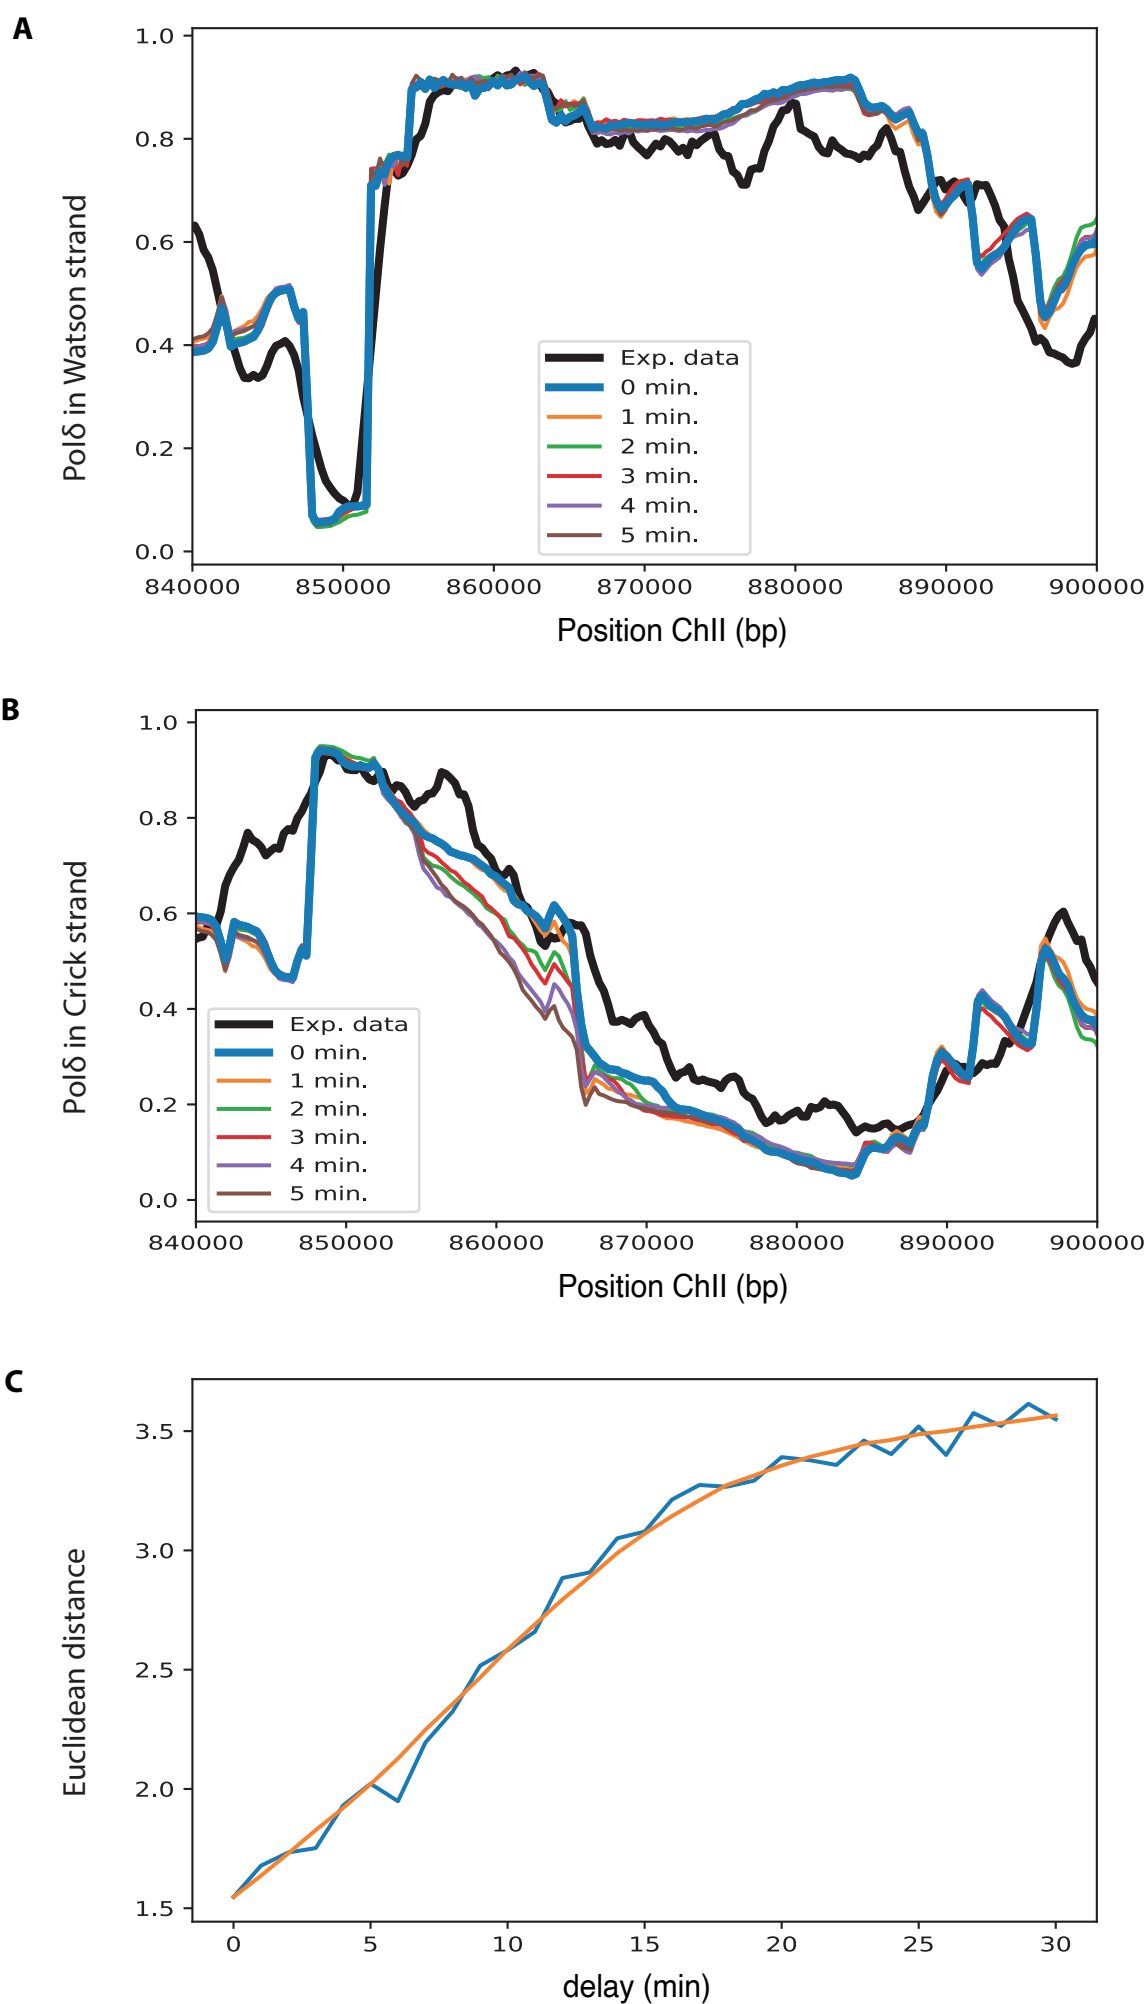 A
1.0
0.8
0.6
0.4
0.2
0.0
Polδ in Watson strand
Exp. data
0 min.
1 min.
2 min.
3 min.
4 min.
5 min.
840000 850000 860000 870000 880000 890000 900000
Position ChII (bp)
B
1.0
0.8
0.6
0.4
0.2
0.0
Polδ in Crick strand
Exp. data
0 min.
1 min.
2 min.
3 min.
4 min.
5 min.
840000 850000 860000 870000 880000 890000 900000
Position ChII (bp)
C
3.5
3.0
2.5
2.0
1.5
Euclidean distance
0 5 10 15 20 25 30
delay (min)